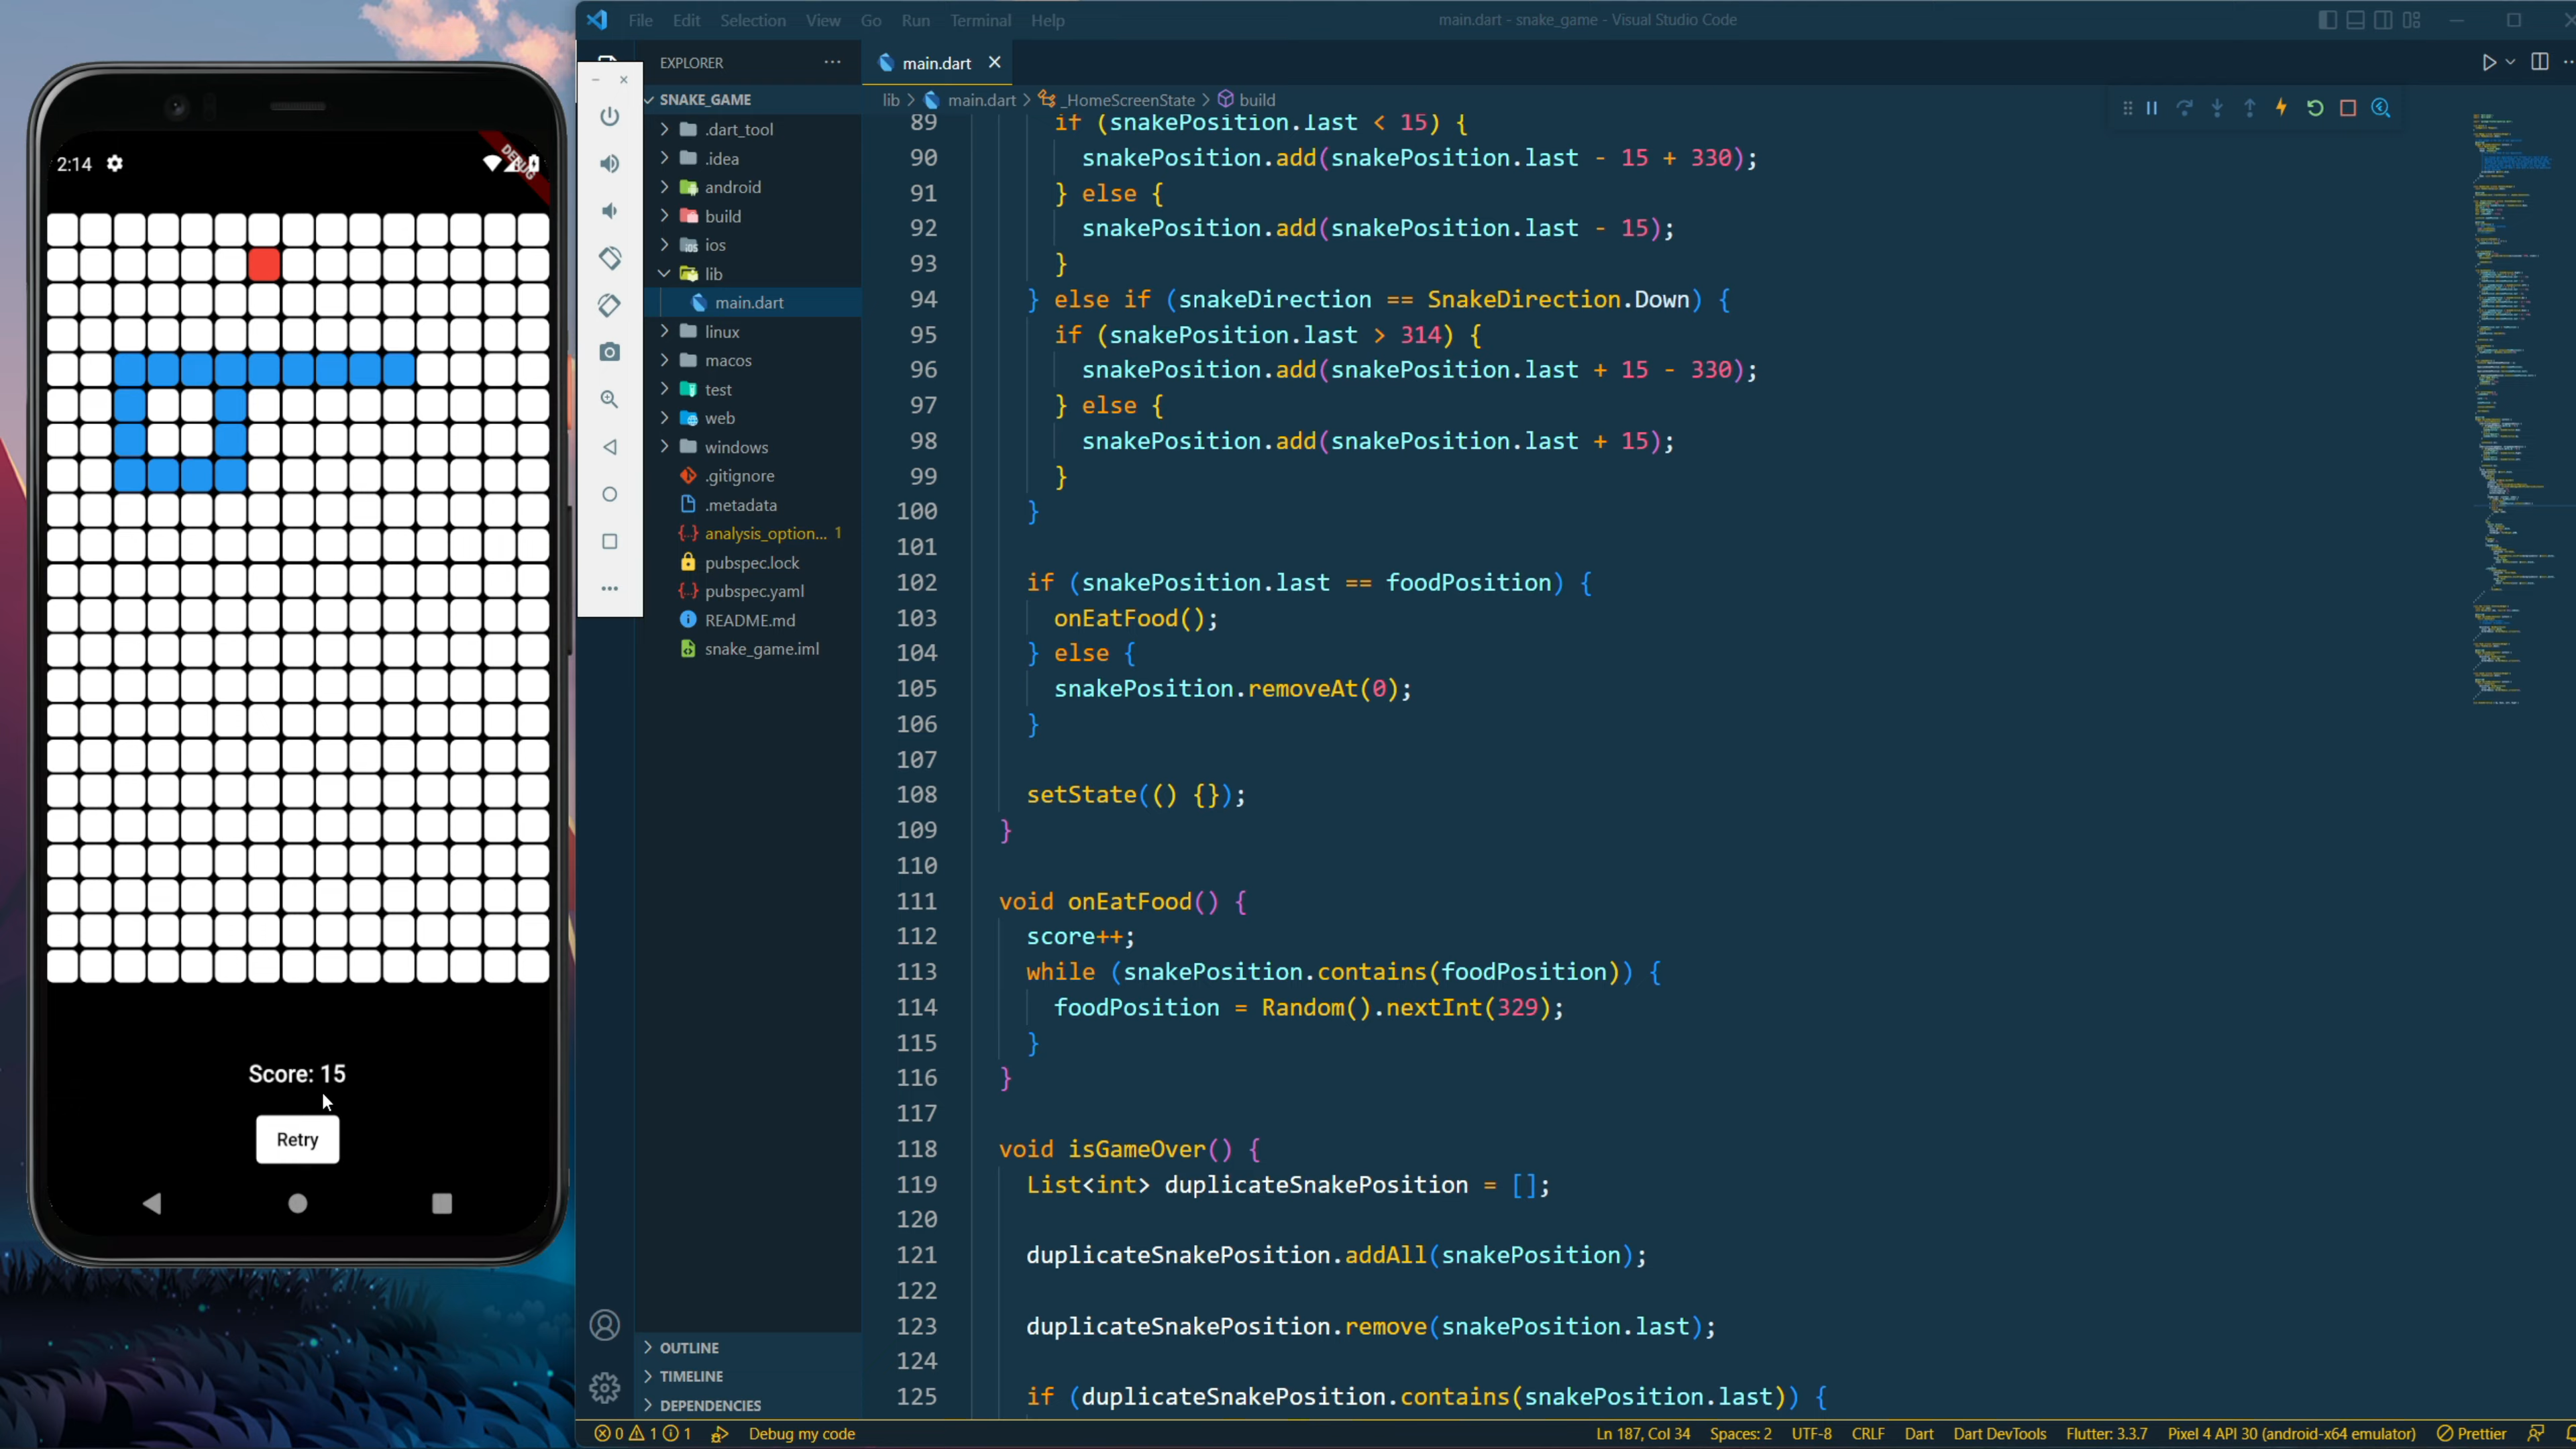 2:14
DEBUG
Score: 15
Retry
File Edit Selection View Go Run Terminal Help
main.dart - snake_game - Visual Studio Code
EXPLORER
SNAKE_GAME
.dart_tool
.idea
android
build
ios
lib
main.dart
linux
macos
test
web
windows
.gitignore
.metadata
analysis_option... 1
pubspec.lock
pubspec.yaml
README.md
snake_game.iml
OUTLINE
TIMELINE
DEPENDENCIES
main.dart
lib > main.dart > _HomeScreenState > build
89 if (snakePosition.last < 15) {
90 snakePosition.add(snakePosition.last - 15 + 330);
91 } else {
92 snakePosition.add(snakePosition.last - 15);
93 }
94 } else if (snakeDirection == SnakeDirection.Down) {
95 if (snakePosition.last > 314) {
96 snakePosition.add(snakePosition.last + 15 - 330);
97 } else {
98 snakePosition.add(snakePosition.last + 15);
99 }
100 }
101
102 if (snakePosition.last == foodPosition) {
103 onEatFood();
104 } else {
105 snakePosition.removeAt(0);
106 }
107
108 setState(() {});
109 }
110
111 void onEatFood() {
112 score++;
113 while (snakePosition.contains(foodPosition)) {
114 foodPosition = Random().nextInt(329);
115 }
116 }
117
118 void isGameOver() {
119 List<int> duplicateSnakePosition = [];
120
121 duplicateSnakePosition.addAll(snakePosition);
122
123 duplicateSnakePosition.remove(snakePosition.last);
124
125 if (duplicateSnakePosition.contains(snakePosition.last)) {
0 1 1 Debug my code Ln 187, Col 34 Spaces: 2 UTF-8 CRLF Dart Dart DevTools Flutter: 3.3.7 Pixel 4 API 30 (android-x64 emulator) Prettier